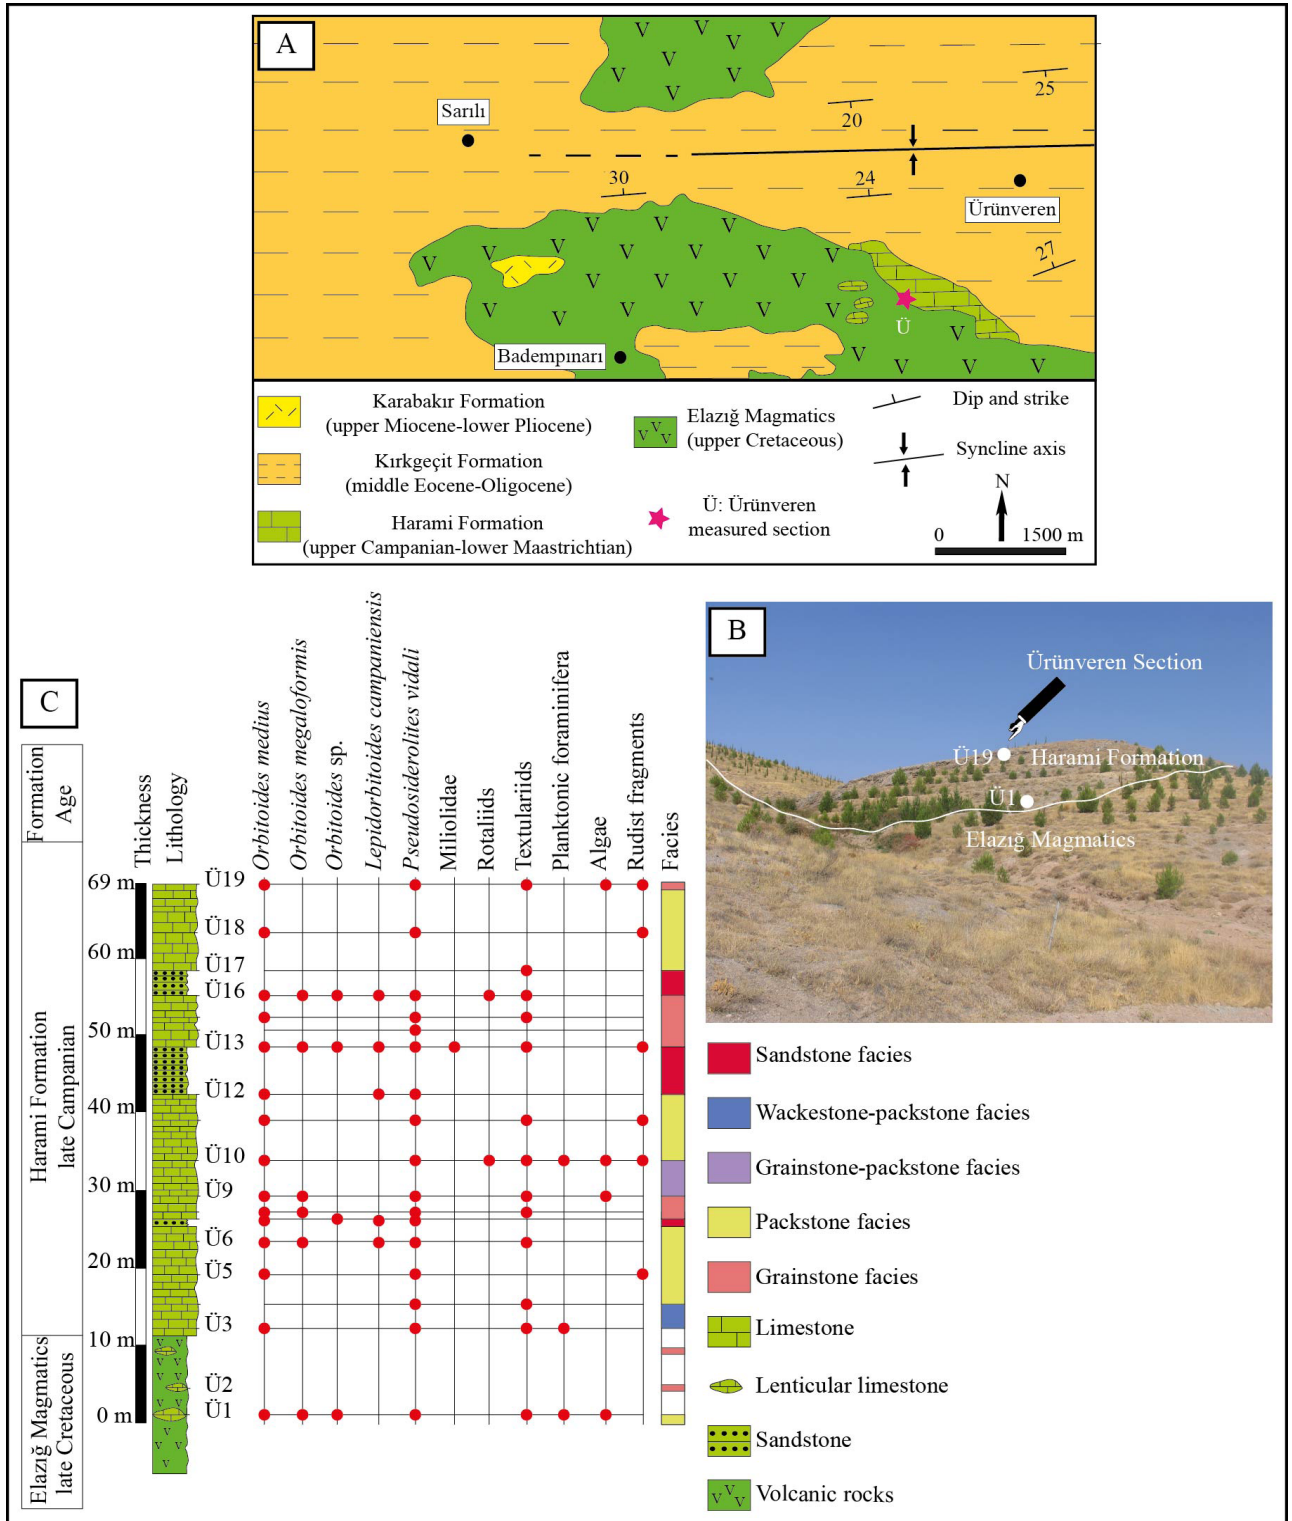 A
Sarılı
25
20
30
24
Ürünveren
27
Ü
Badempınarı
Karabakır Formation
(upper Miocene-lower Pliocene)
Kırkgeçit Formation
(middle Eocene-Oligocene)
Harami Formation
(upper Campanian-lower Maastrichtian)
Elazığ Magmatics
(upper Cretaceous)
Ü: Ürünveren
measured section
Dip and strike
Syncline axis
N
0 1500 m
B
Ürünveren Section
Ü19 Harami Formation
Ü1
Elazığ Magmatics
C
Formation
Age
Thickness
Lithology
Orbitoides medius
Orbitoides megaloformis
Orbitoides sp.
Lepidorbitoides campaniensis
Pseudosiderolites vidali
Miliolidae
Rotaliids
Textulariids
Planktonic foraminifera
Algae
Rudist fragments
Facies
Harami Formation
late Campanian
Elazığ Magmatics
late Cretaceous
69 m
60 m
50 m
40 m
30 m
20 m
10 m
0 m
Ü19
Ü18
Ü17
Ü16
Ü13
Ü12
Ü10
Ü9
Ü6
Ü5
Ü3
Ü2
Ü1
Sandstone facies
Wackestone-packstone facies
Grainstone-packstone facies
Packstone facies
Grainstone facies
Limestone
Lenticular limestone
Sandstone
Volcanic rocks